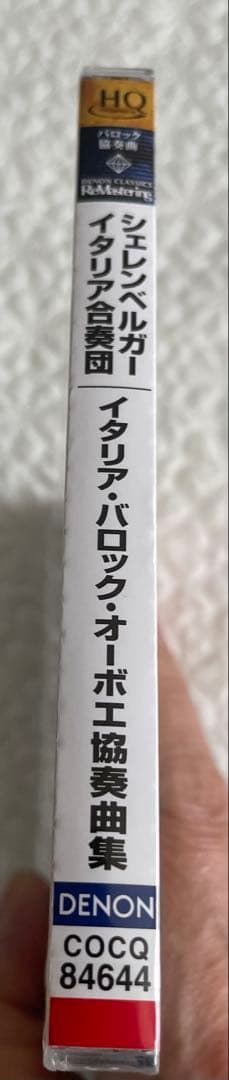 HQ
バロック
協奏曲
DENON CLASSICS
ReMastering
シェレンベルガー
イタリア合奏団
イタリア・バロック・オーボエ協奏曲集
DENON
COCQ
84644